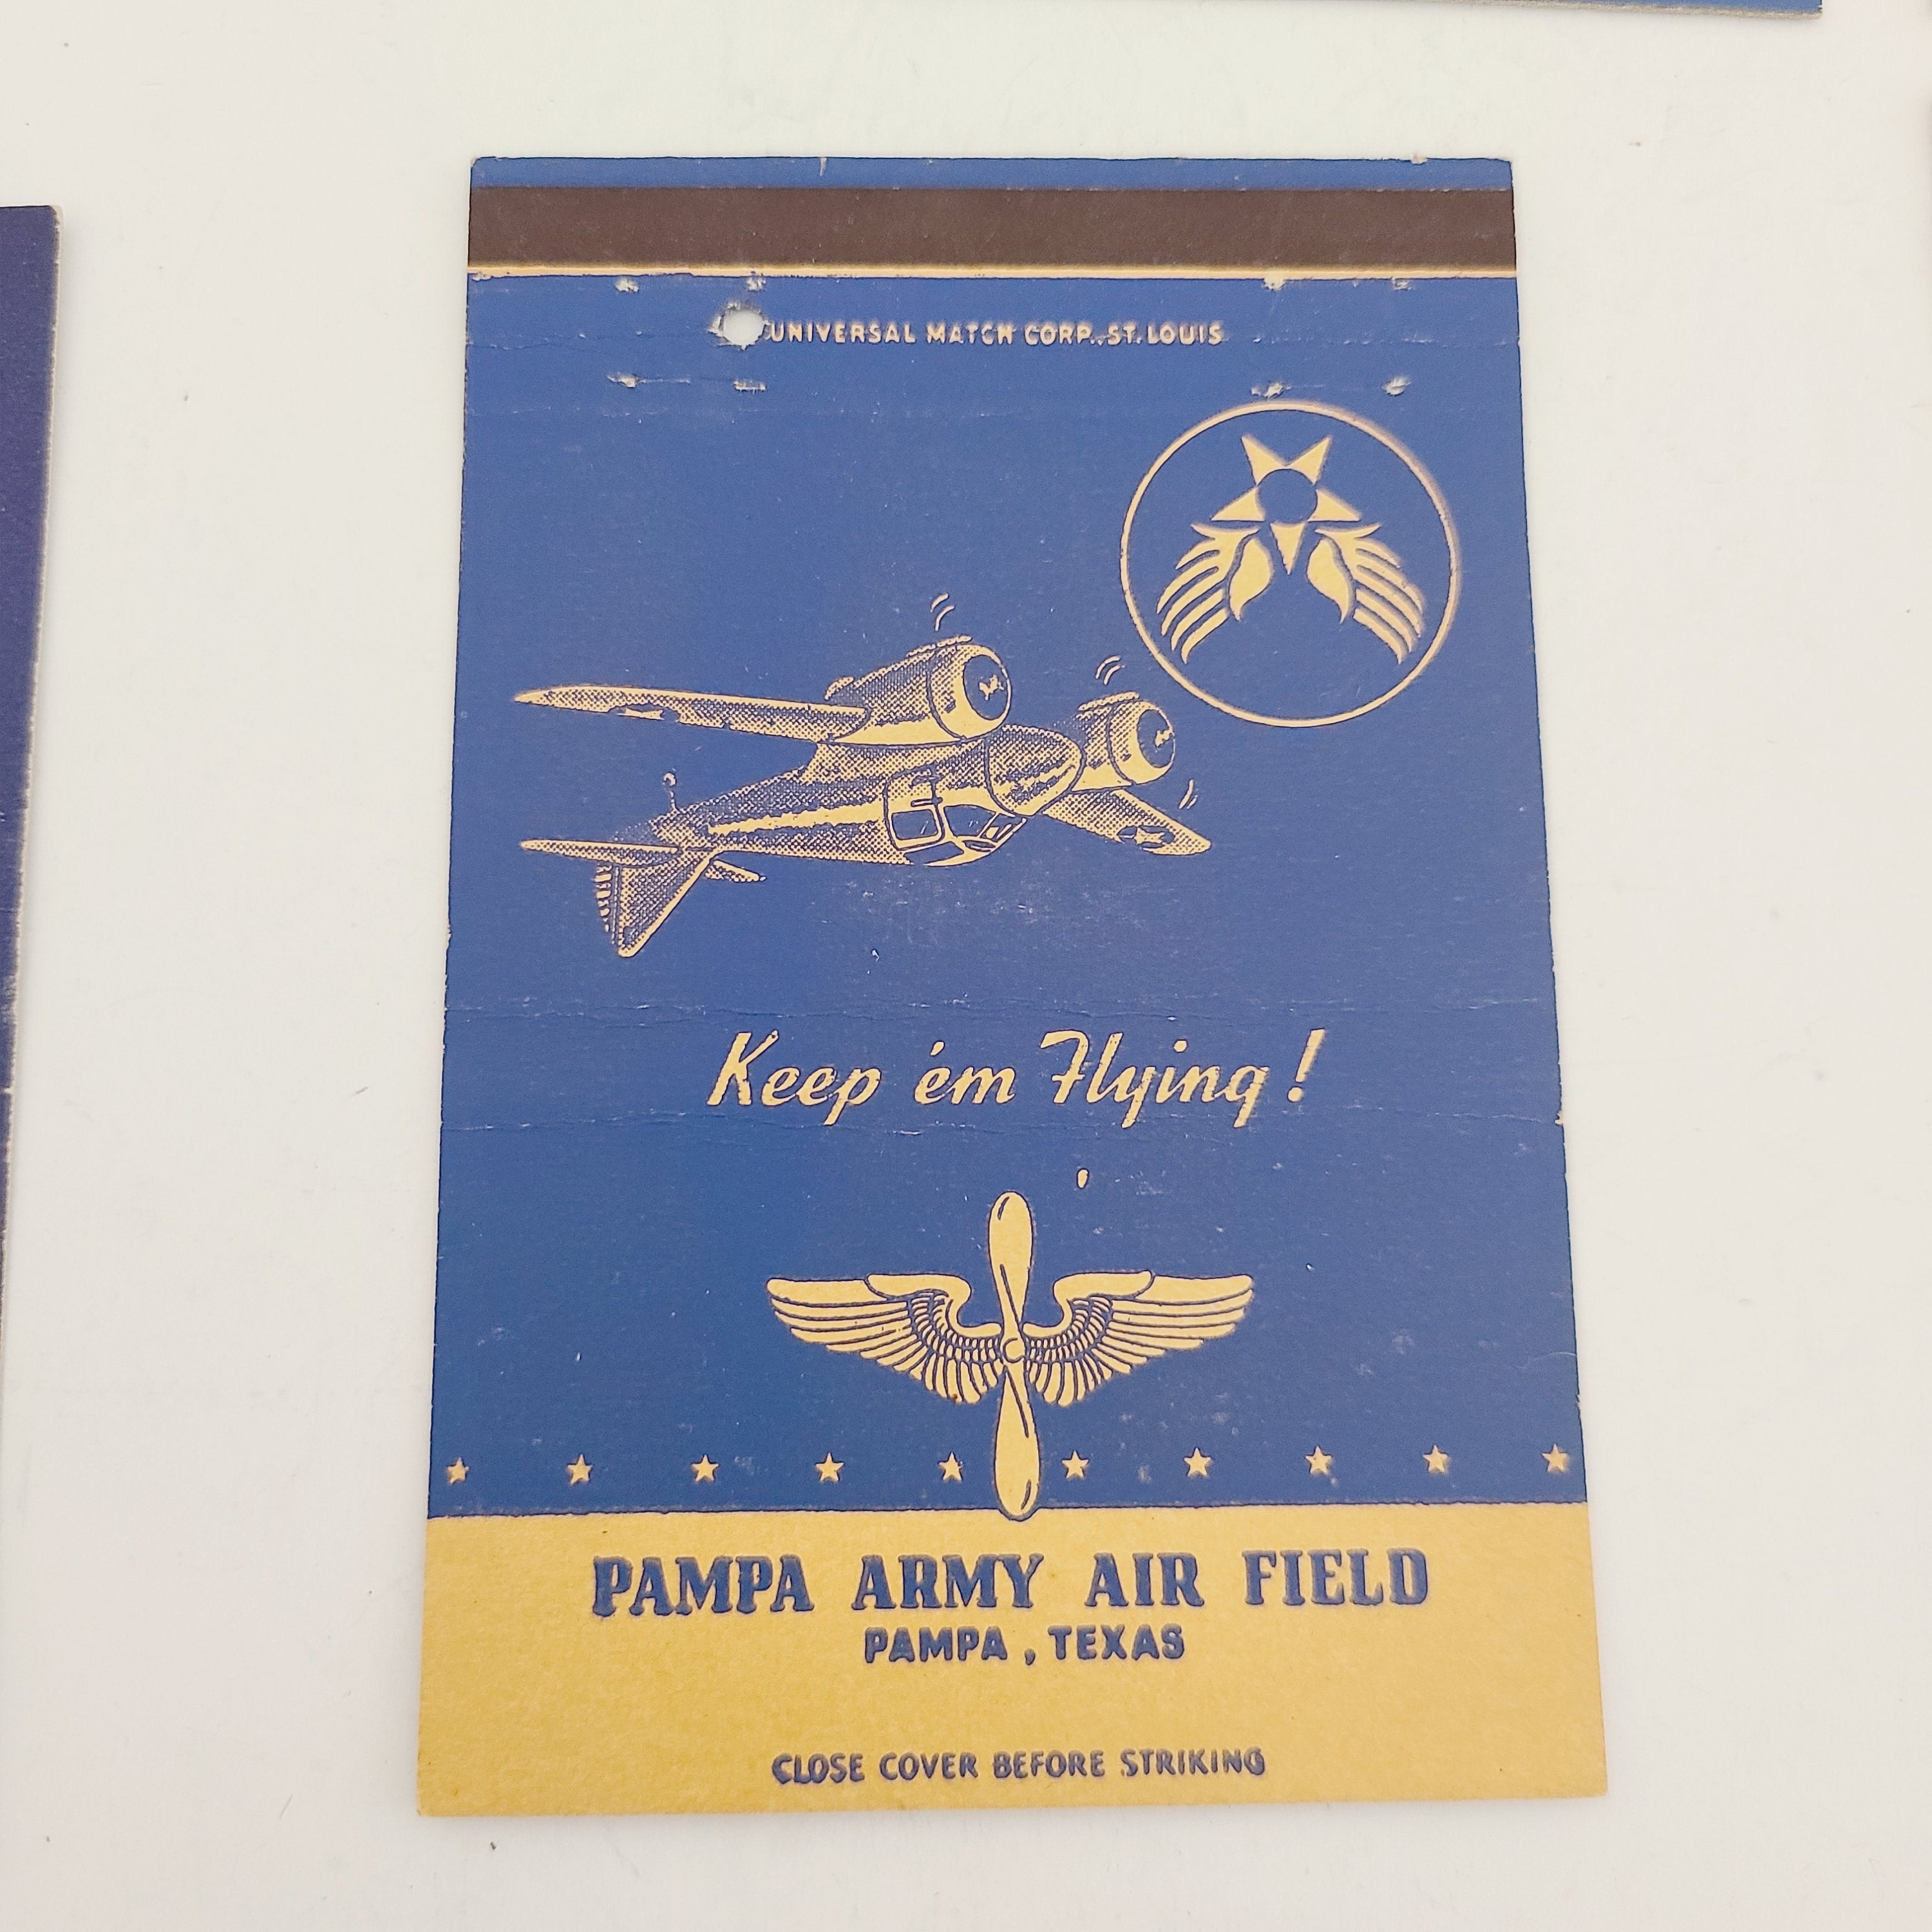 UNIVERSAL MATCH CORP., ST. LOUIS
Keep 'em Flying!
PAMPA ARMY AIR FIELD
PAMPA, TEXAS
CLOSE COVER BEFORE STRIKING